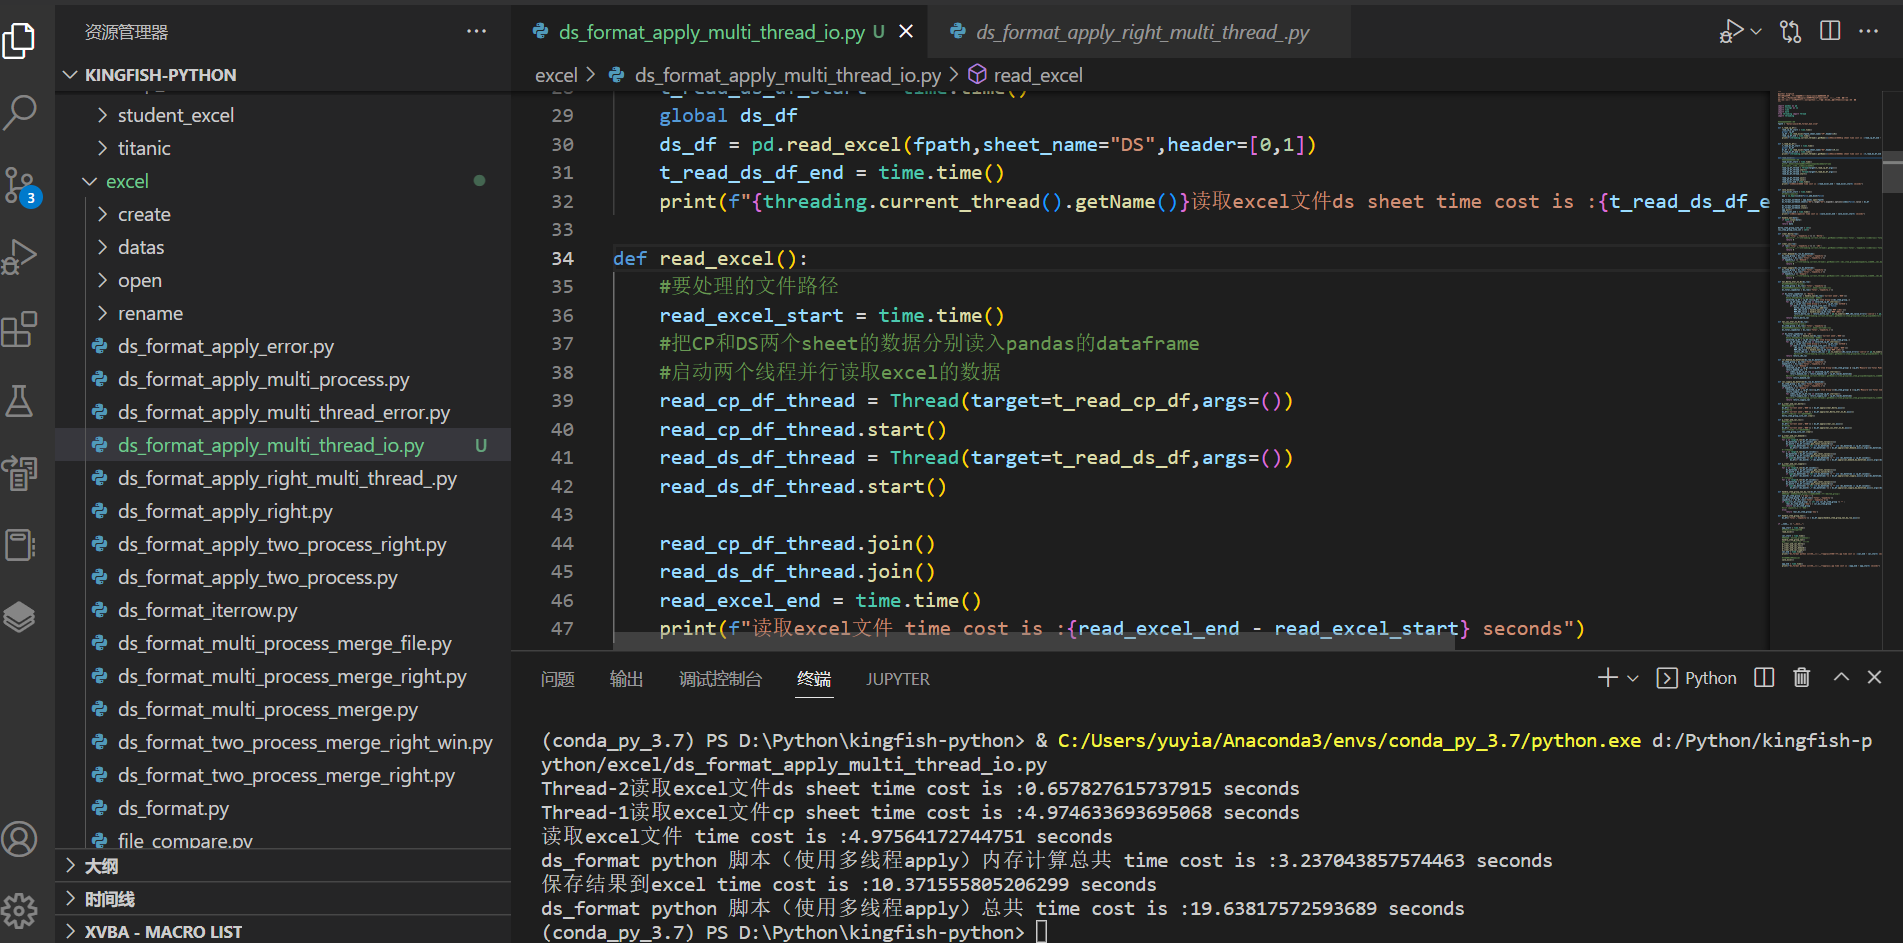 资源管理器
···
KINGFISH-PYTHON
student_excel
titanic
excel
create
datas
open
rename
ds_format_apply_error.py
ds_format_apply_multi_process.py
ds_format_apply_multi_thread_error.py
ds_format_apply_multi_thread_io.py U
ds_format_apply_right_multi_thread_.py
ds_format_apply_right.py
ds_format_apply_two_process_right.py
ds_format_apply_two_process.py
ds_format_iterrow.py
ds_format_multi_process_merge_file.py
ds_format_multi_process_merge_right.py
ds_format_multi_process_merge.py
ds_format_two_process_merge_right_win.py
ds_format_two_process_merge_right.py
ds_format.py
file_compare.py
大纲
时间线
XVBA - MACRO LIST
3
ds_format_apply_multi_thread_io.py U
ds_format_apply_right_multi_thread_.py
excel > ds_format_apply_multi_thread_io.py > read_excel
28 t_read_ds_df_start = time.time()
29 global ds_df
30 ds_df = pd.read_excel(fpath,sheet_name="DS",header=[0,1])
31 t_read_ds_df_end = time.time()
32 print(f"{threading.current_thread().getName()}读取excel文件ds sheet time cost is :{t_read_ds_df_e
33
34 def read_excel():
35 #要处理的文件路径
36 read_excel_start = time.time()
37 #把CP和DS两个sheet的数据分别读入pandas的dataframe
38 #启动两个线程并行读取excel的数据
39 read_cp_df_thread = Thread(target=t_read_cp_df,args=())
40 read_cp_df_thread.start()
41 read_ds_df_thread = Thread(target=t_read_ds_df,args=())
42 read_ds_df_thread.start()
43
44 read_cp_df_thread.join()
45 read_ds_df_thread.join()
46 read_excel_end = time.time()
47 print(f"读取excel文件 time cost is :{read_excel_end - read_excel_start} seconds")
问题 输出 调试控制台 终端 JUPYTER
Python
(conda_py_3.7) PS D:\Python\kingfish-python> & C:/Users/yuyia/Anaconda3/envs/conda_py_3.7/python.exe d:/Python/kingfish-p
ython/excel/ds_format_apply_multi_thread_io.py
Thread-2读取excel文件ds sheet time cost is :0.657827615737915 seconds
Thread-1读取excel文件cp sheet time cost is :4.974633693695068 seconds
读取excel文件 time cost is :4.97564172744751 seconds
ds_format python 脚本（使用多线程apply）内存计算总共 time cost is :3.237043857574463 seconds
保存结果到excel time cost is :10.371555805206299 seconds
ds_format python 脚本（使用多线程apply）总共 time cost is :19.63817572593689 seconds
(conda_py_3.7) PS D:\Python\kingfish-python>